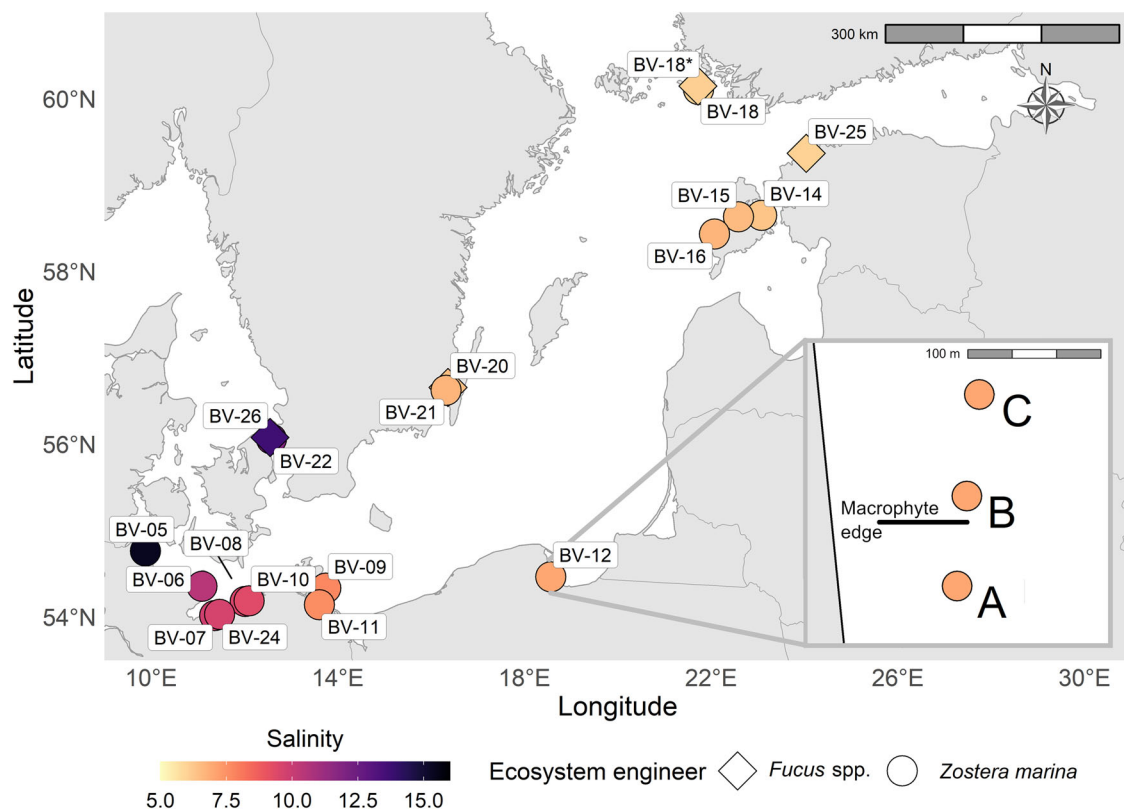 300 km
N
60°N
58°N
56°N
54°N
Latitude
BV-18*
BV-18
BV-25
BV-15
BV-14
BV-16
BV-20
BV-21
BV-26
BV-22
BV-05
BV-08
BV-06
BV-10
BV-09
BV-07
BV-24
BV-11
BV-12
100 m
C
Macrophyte
edge
B
A
10°E 14°E 18°E 22°E 26°E 30°E
Longitude
Salinity
5.0 7.5 10.0 12.5 15.0
Ecosystem engineer Fucus spp. Zostera marina